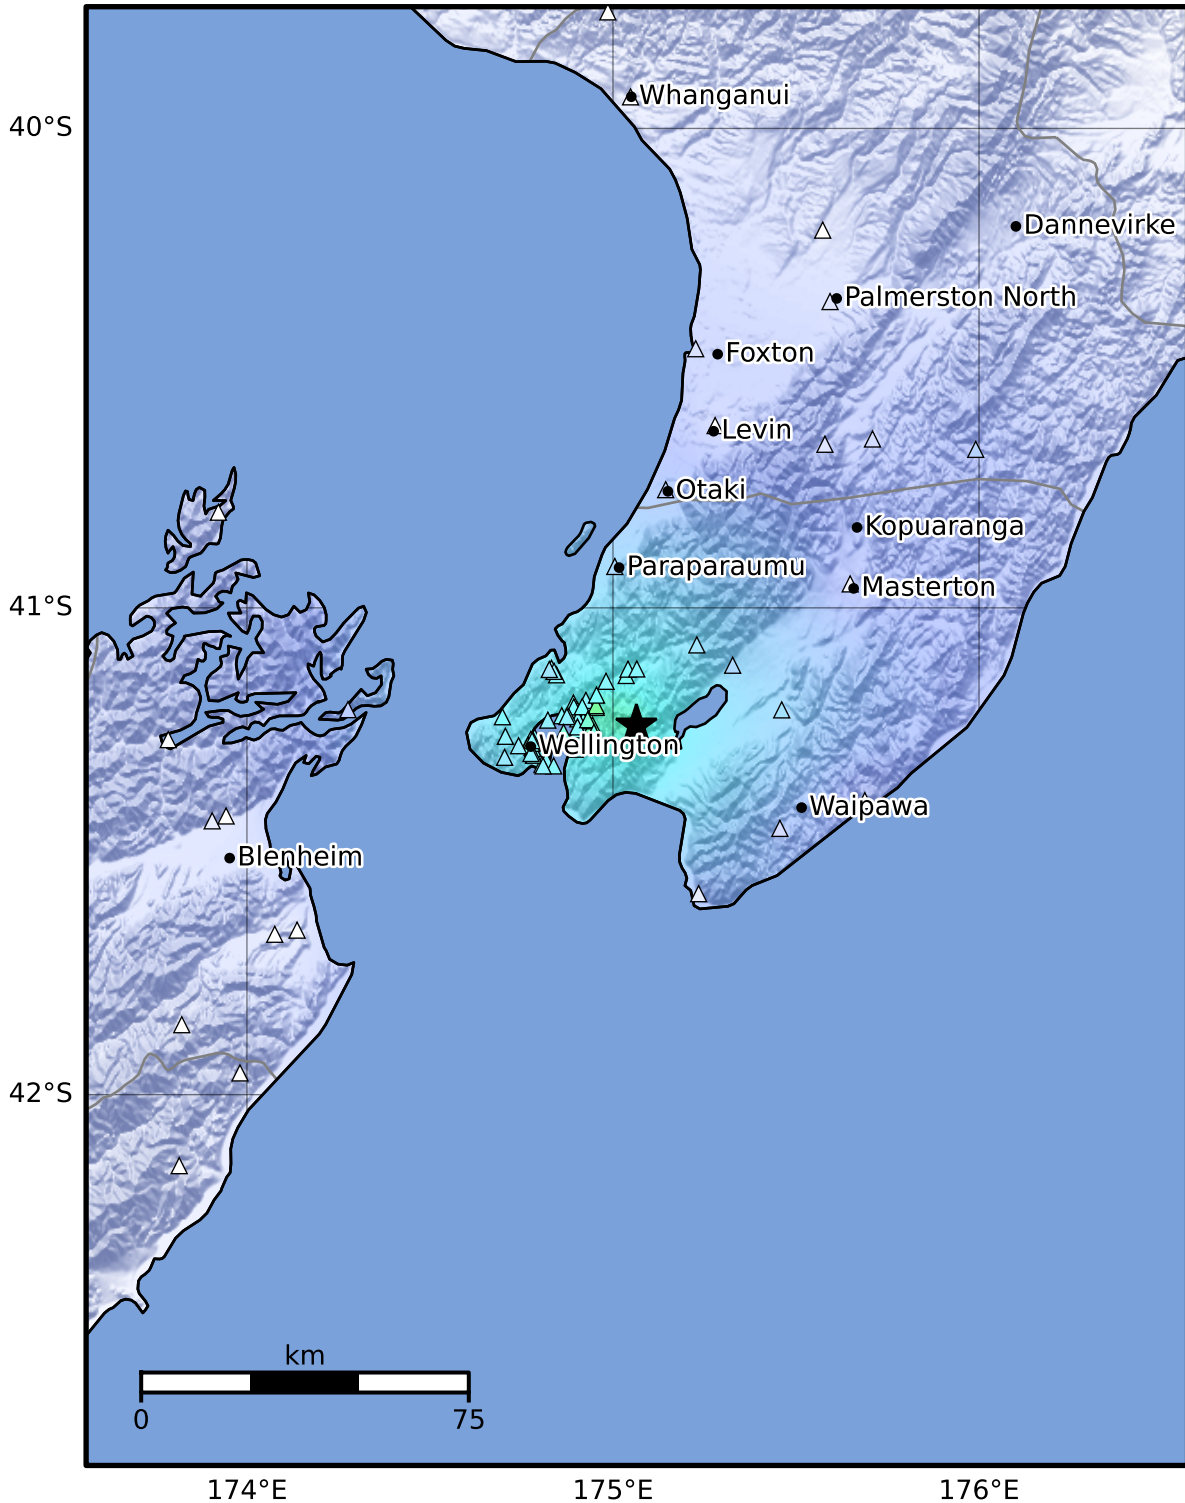 Whanganui
40°S
Dannevirke
Palmerston North
Foxton
Levin
Otaki
Kopuaranga
Paraparaumu
Masterton
41°S
Wellington
Waipawa
Blenheim
42°S
km
0 75
174°E 175°E 176°E